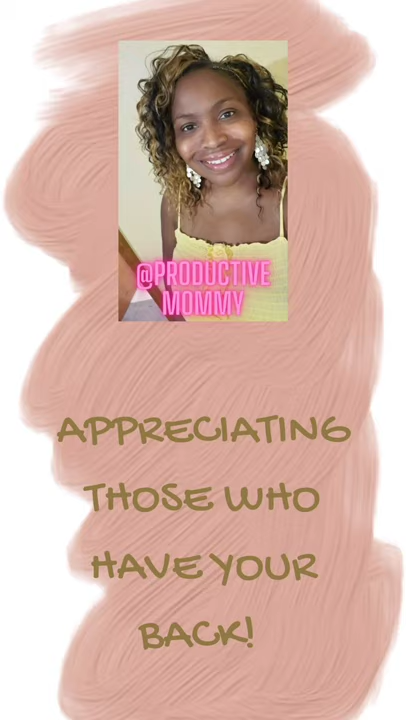 @PRODUCTIVE
MOMMY
APPRECIATING
THOSE WHO
HAVE YOUR
BACK!